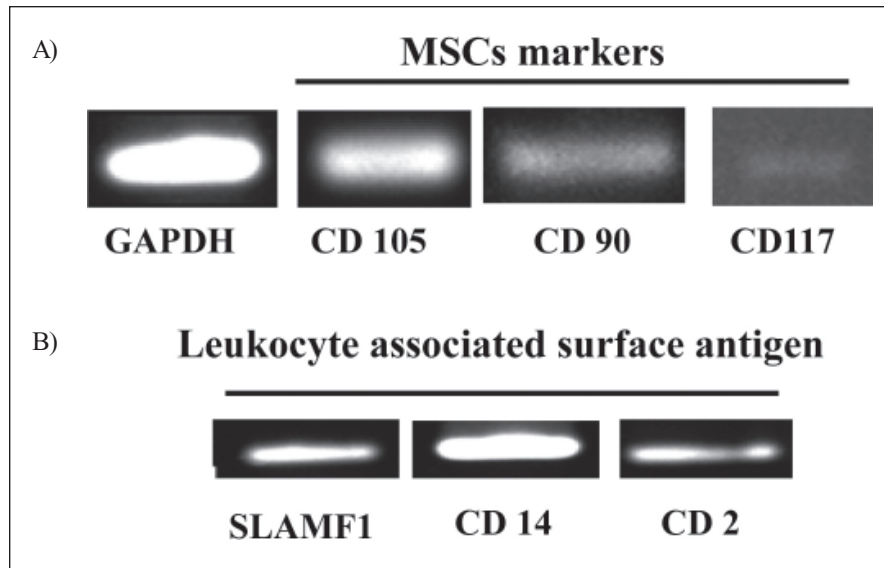 A)
MSCs markers
GAPDH
CD 105
CD 90
CD117
B)
Leukocyte associated surface antigen
SLAMF1
CD 14
CD 2